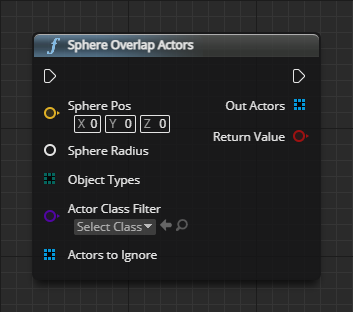 Sphere Overlap Actors
Sphere Pos
X 0 Y 0 Z 0
Out Actors
Return Value
Sphere Radius
Object Types
Actor Class Filter
Select Class
Actors to Ignore